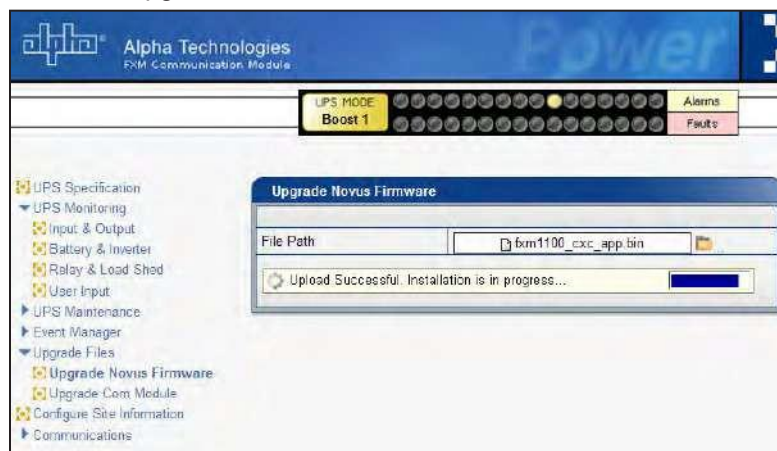 alpha®
Alpha Technologies
FXM Communication Module
Power
UPS MODE
Boost 1
Alarms
Faults
UPS Specification
UPS Monitoring
Input & Output
Battery & Inverter
Relay & Load Shed
User Input
UPS Maintenance
Event Manager
Upgrade Files
Upgrade Novus Firmware
Upgrade Com Module
Configure Site Information
Communications
Upgrade Novus Firmware
File Path
fxm1100_cxc_app.bin
Upload Successful. Installation is in progress...